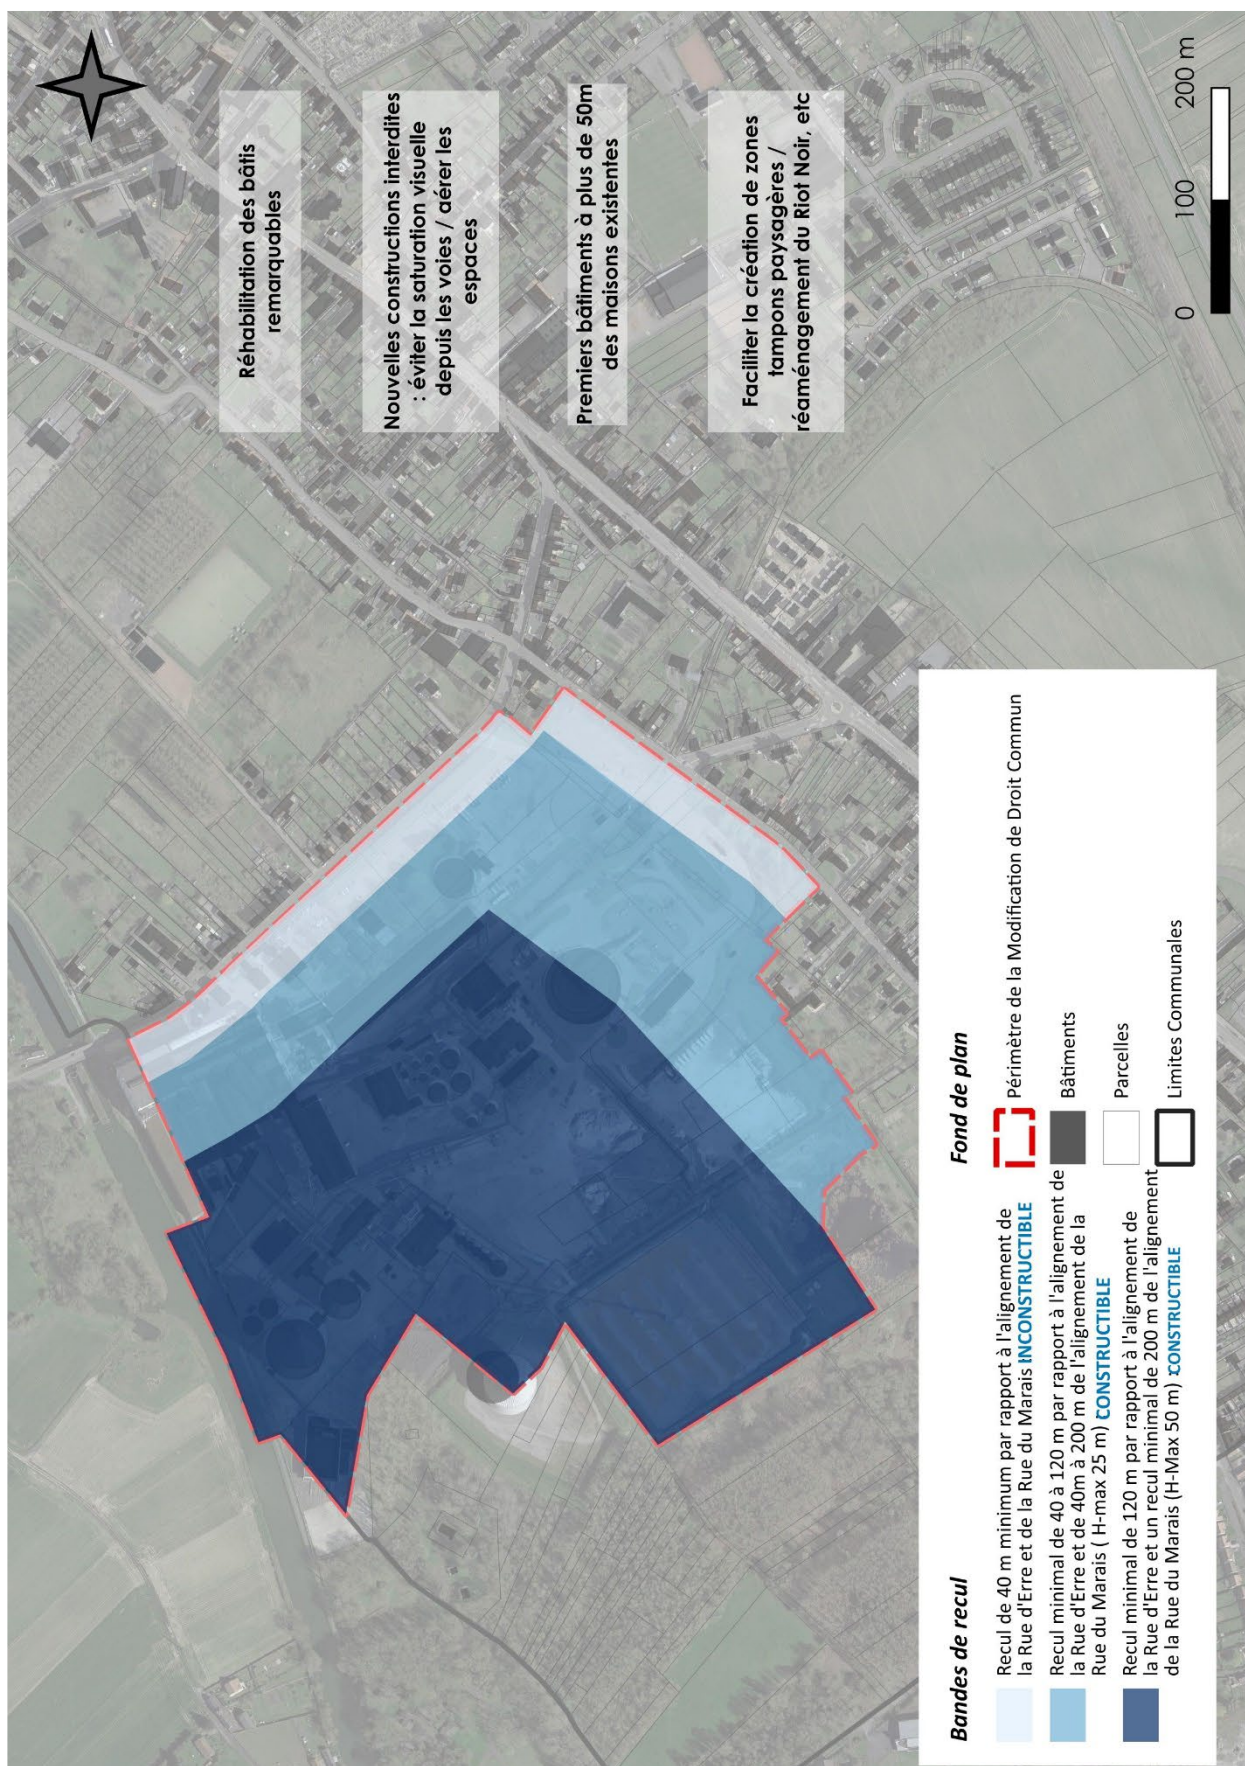 Réhabilitation des bâtis
remarquables
Nouvelles constructions interdites
: éviter la saturation visuelle
depuis les voies / aérer les
espaces
Premiers bâtiments à plus de 50m
des maisons existentes
Faciliter la création de zones
tampons paysagères /
réaménagement du Riot Noir, etc
0 100 200 m
Bandes de recul
Recul de 40 m minimum par rapport à l'alignement de
la Rue d'Erre et de la Rue du Marais INCONSTRUCTIBLE
Recul minimal de 40 à 120 m par rapport à l'alignement de
la Rue d'Erre et de 40m à 200 m de l'alignement de la
Rue du Marais ( H-max 25 m) CONSTRUCTIBLE
Recul minimal de 120 m par rapport à l'alignement de
la Rue d'Erre et un recul minimal de 200 m de l'alignement
de la Rue du Marais (H-Max 50 m) CONSTRUCTIBLE
Fond de plan
Périmètre de la Modification de Droit Commun
Bâtiments
Parcelles
Limites Communales